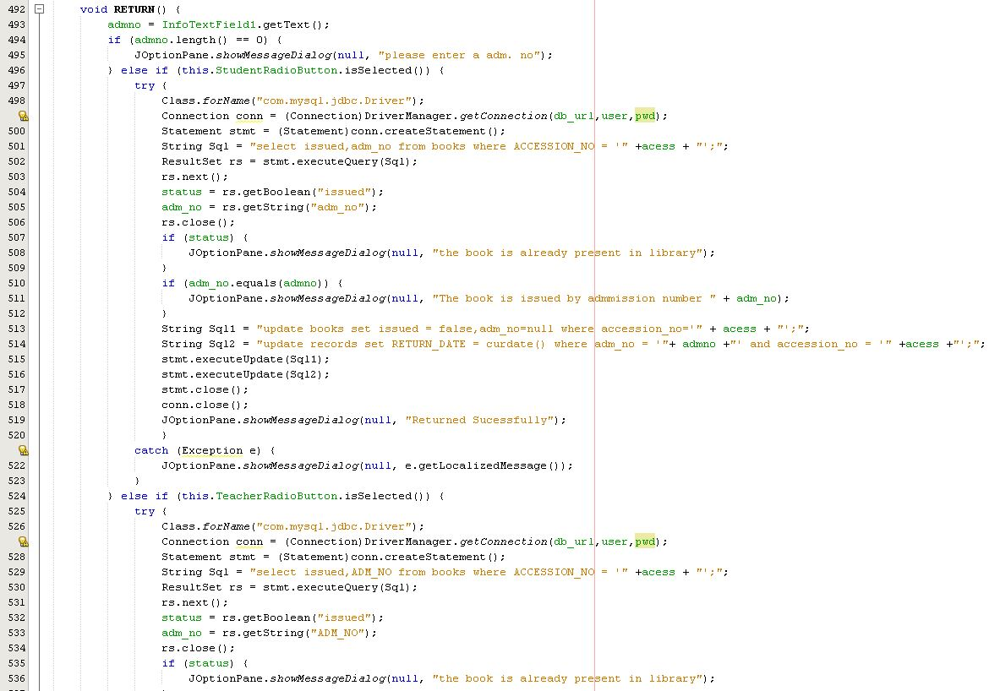 492 void RETURN() {
493 admno = InfoTextField1.getText();
494 if (admno.length() == 0) {
495 JOptionPane.showMessageDialog(null, "please enter a adm. no");
496 } else if (this.StudentRadioButton.isSelected()) {
497 try {
498 Class.forName("com.mysql.jdbc.Driver");
Connection conn = (Connection)DriverManager.getConnection(db_url,user,pwd);
500 Statement stmt = (Statement)conn.createStatement();
501 String Sql = "select issued,adm_no from books where ACCESSION_NO = '" +acess + "';";
502 ResultSet rs = stmt.executeQuery(Sql);
503 rs.next();
504 status = rs.getBoolean("issued");
505 adm_no = rs.getString("adm_no");
506 rs.close();
507 if (status) {
508 JOptionPane.showMessageDialog(null, "the book is already present in library");
509 }
510 if (adm_no.equals(admno)) {
511 JOptionPane.showMessageDialog(null, "The book is issued by admmission number " + adm_no);
512 }
513 String Sql1 = "update books set issued = false,adm_no=null where accession_no='" + acess + "';";
514 String Sql2 = "update records set RETURN_DATE = curdate() where adm_no = '"+ admno +"' and accession_no = '" +acess +"';";
515 stmt.executeUpdate(Sql1);
516 stmt.executeUpdate(Sql2);
517 stmt.close();
518 conn.close();
519 JOptionPane.showMessageDialog(null, "Returned Sucessfully");
520 }
catch (Exception e) {
522 JOptionPane.showMessageDialog(null, e.getLocalizedMessage());
523 }
524 } else if (this.TeacherRadioButton.isSelected()) {
525 try {
526 Class.forName("com.mysql.jdbc.Driver");
Connection conn = (Connection)DriverManager.getConnection(db_url,user,pwd);
528 Statement stmt = (Statement)conn.createStatement();
529 String Sql = "select issued,ADM_NO from books where ACCESSION_NO = '" +acess + "';";
530 ResultSet rs = stmt.executeQuery(Sql);
531 rs.next();
532 status = rs.getBoolean("issued");
533 adm_no = rs.getString("ADM_NO");
534 rs.close();
535 if (status) {
536 JOptionPane.showMessageDialog(null, "the book is already present in library");